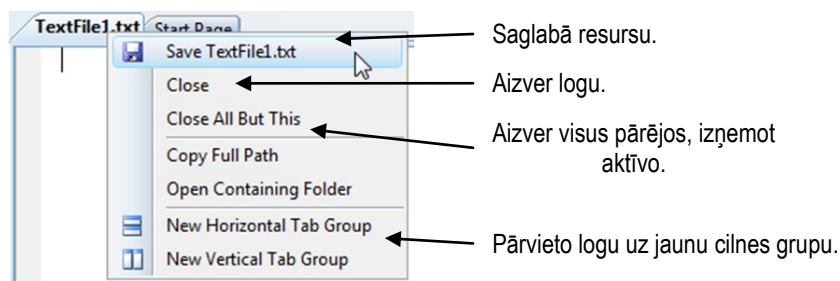 TextFile1.txt Start Page
Save TextFile1.txt
Saglabā resursu.
Close
Aizver logu.
Close All But This
Aizver visus pārējos, izņemot
aktīvo.
Copy Full Path
Open Containing Folder
New Horizontal Tab Group
New Vertical Tab Group
Pārvieto logu uz jaunu cilnes grupu.